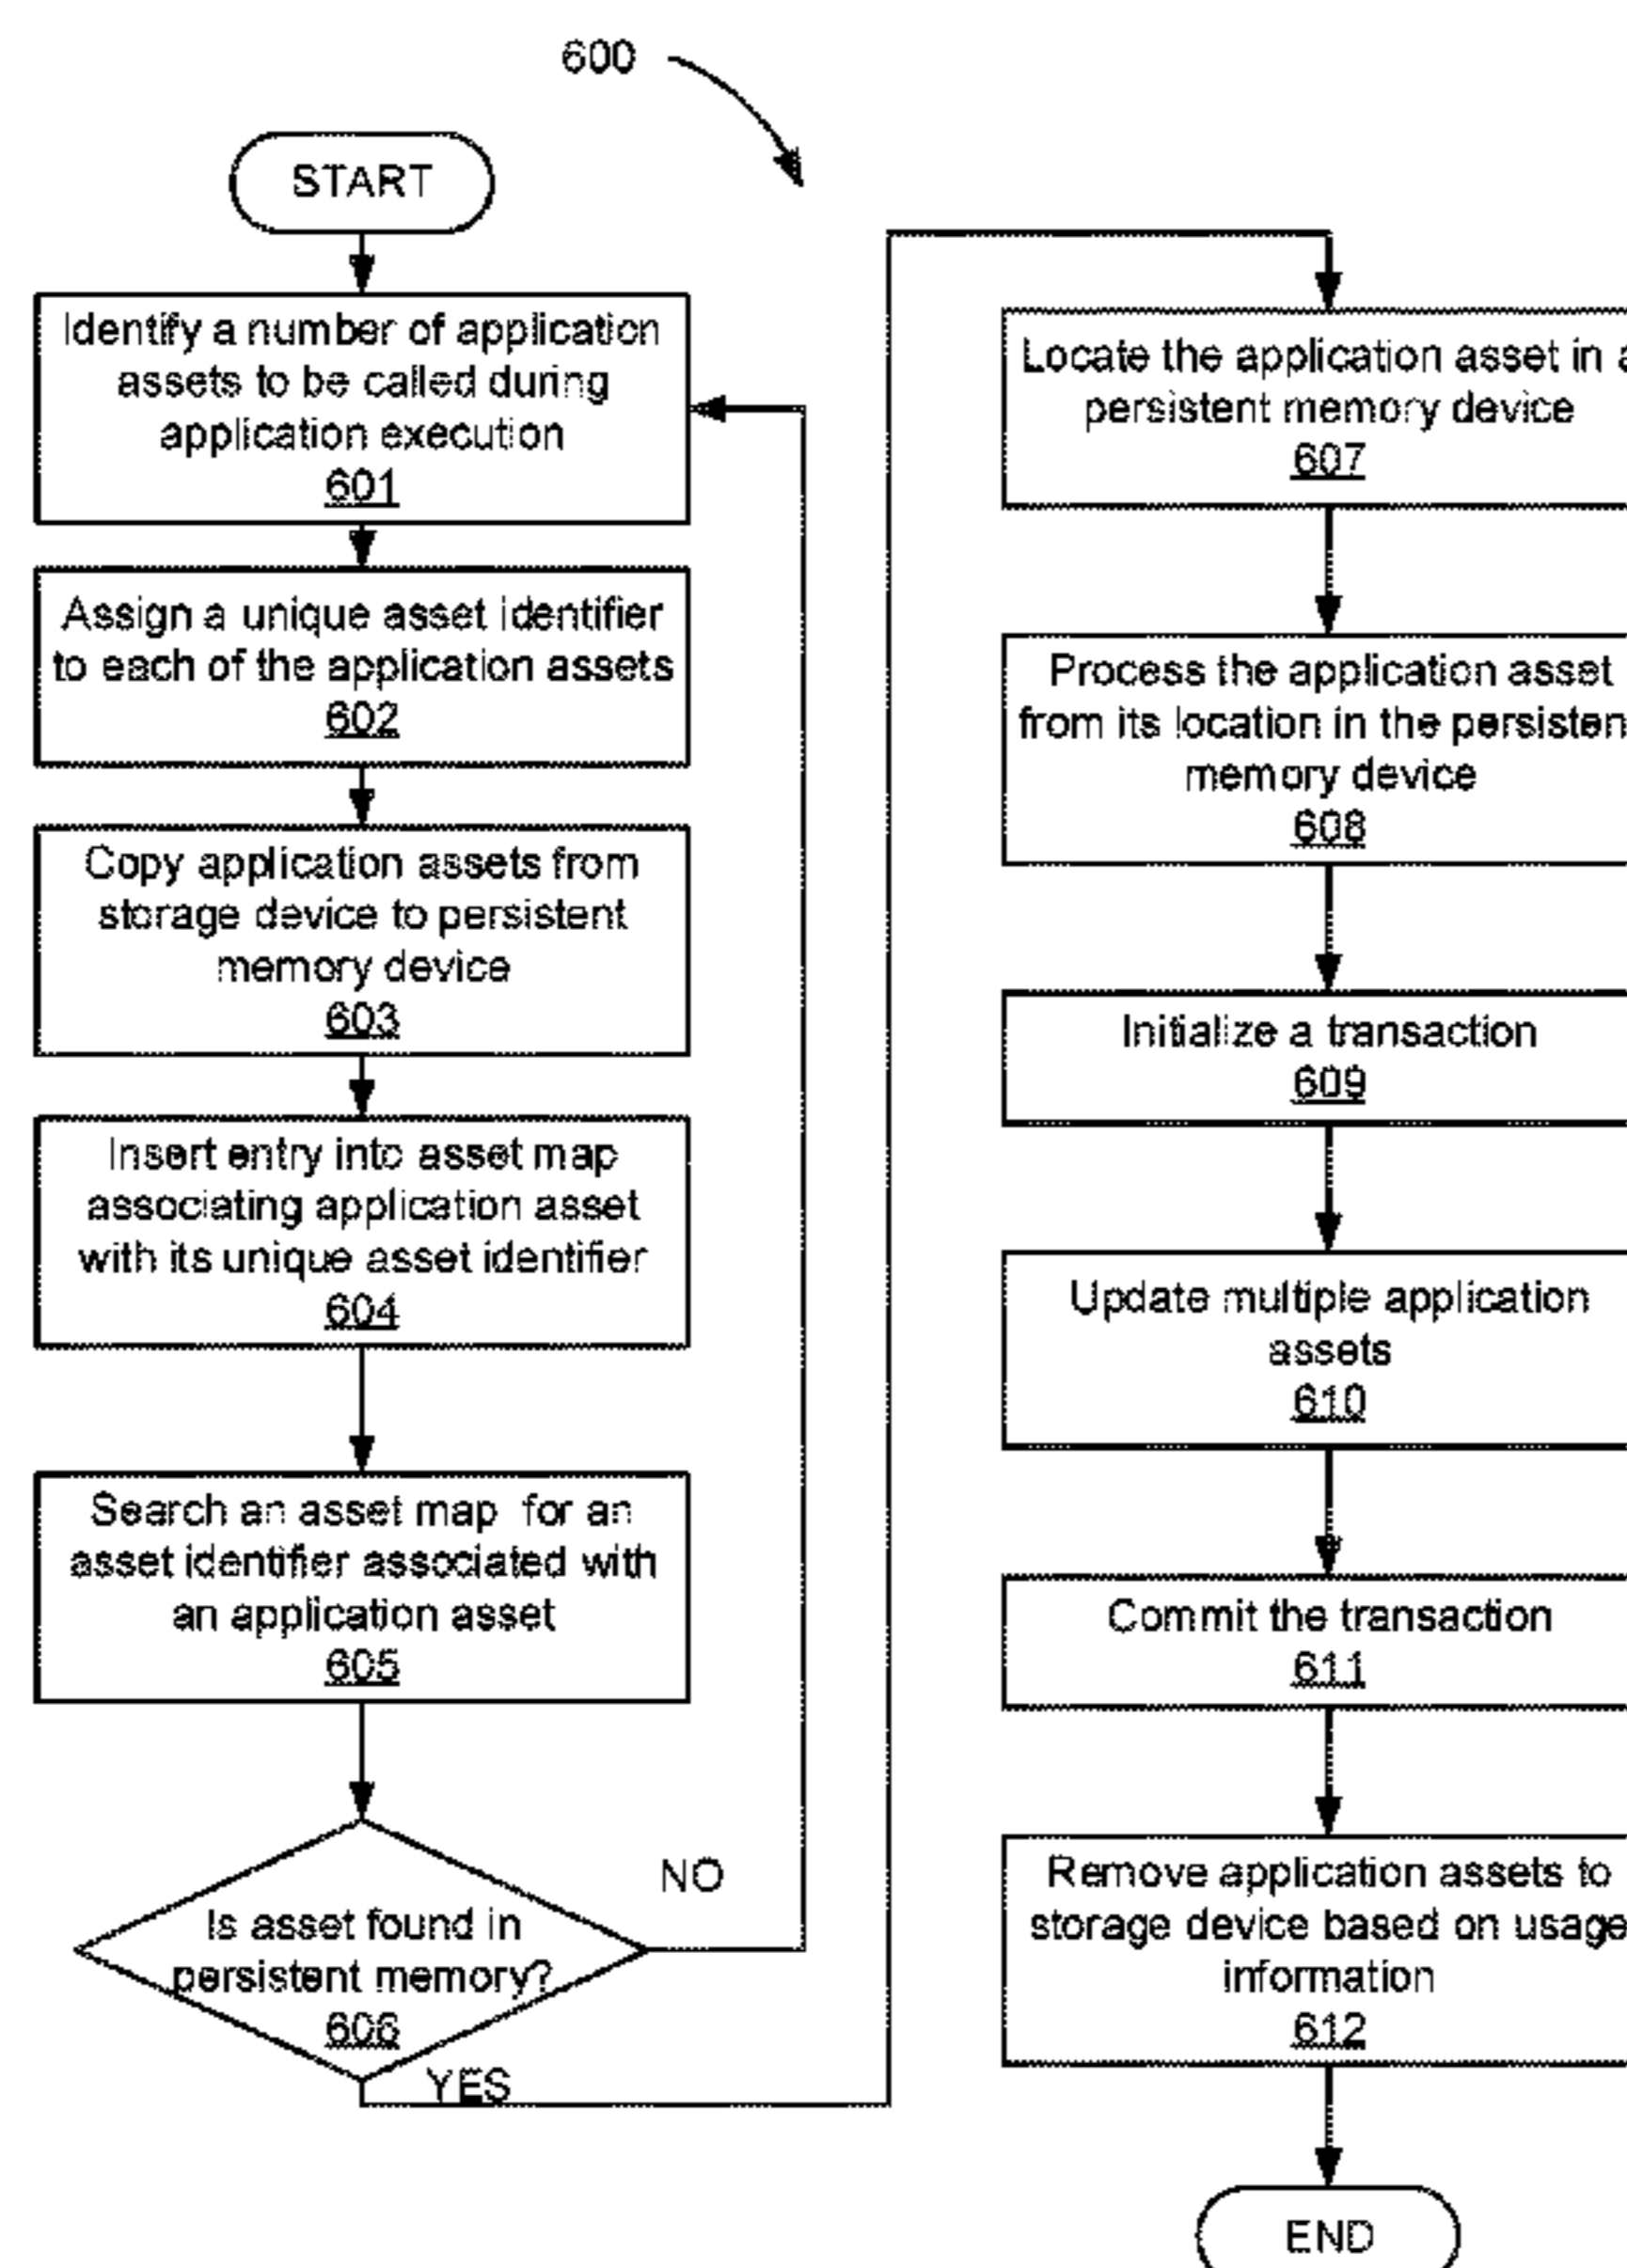 600
START
Identify a number of application
assets to be called during
application execution
601
Assign a unique asset identifier
to each of the application assets
602
Copy application assets from
storage device to persistent
memory device
603
Insert entry into asset map
associating application asset
with its unique asset identifier
604
Search an asset map for an
asset identifier associated with
an application asset
605
Is asset found in
persistent memory?
606
NO
YES
Locate the application asset in a
persistent memory device
607
Process the application asset
from its location in the persisten
memory device
608
Initialize a transaction
609
Update multiple application
assets
610
Commit the transaction
611
Remove application assets to
storage device based on usage
information
612
END